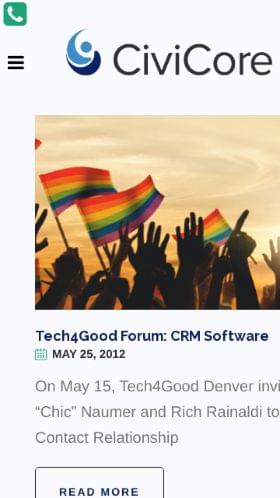 CiviCore
Tech4Good Forum: CRM Software
MAY 25, 2012
On May 15, Tech4Good Denver
“Chic” Naumer and Rich Rainaldi to
Contact Relationship
READ MORE